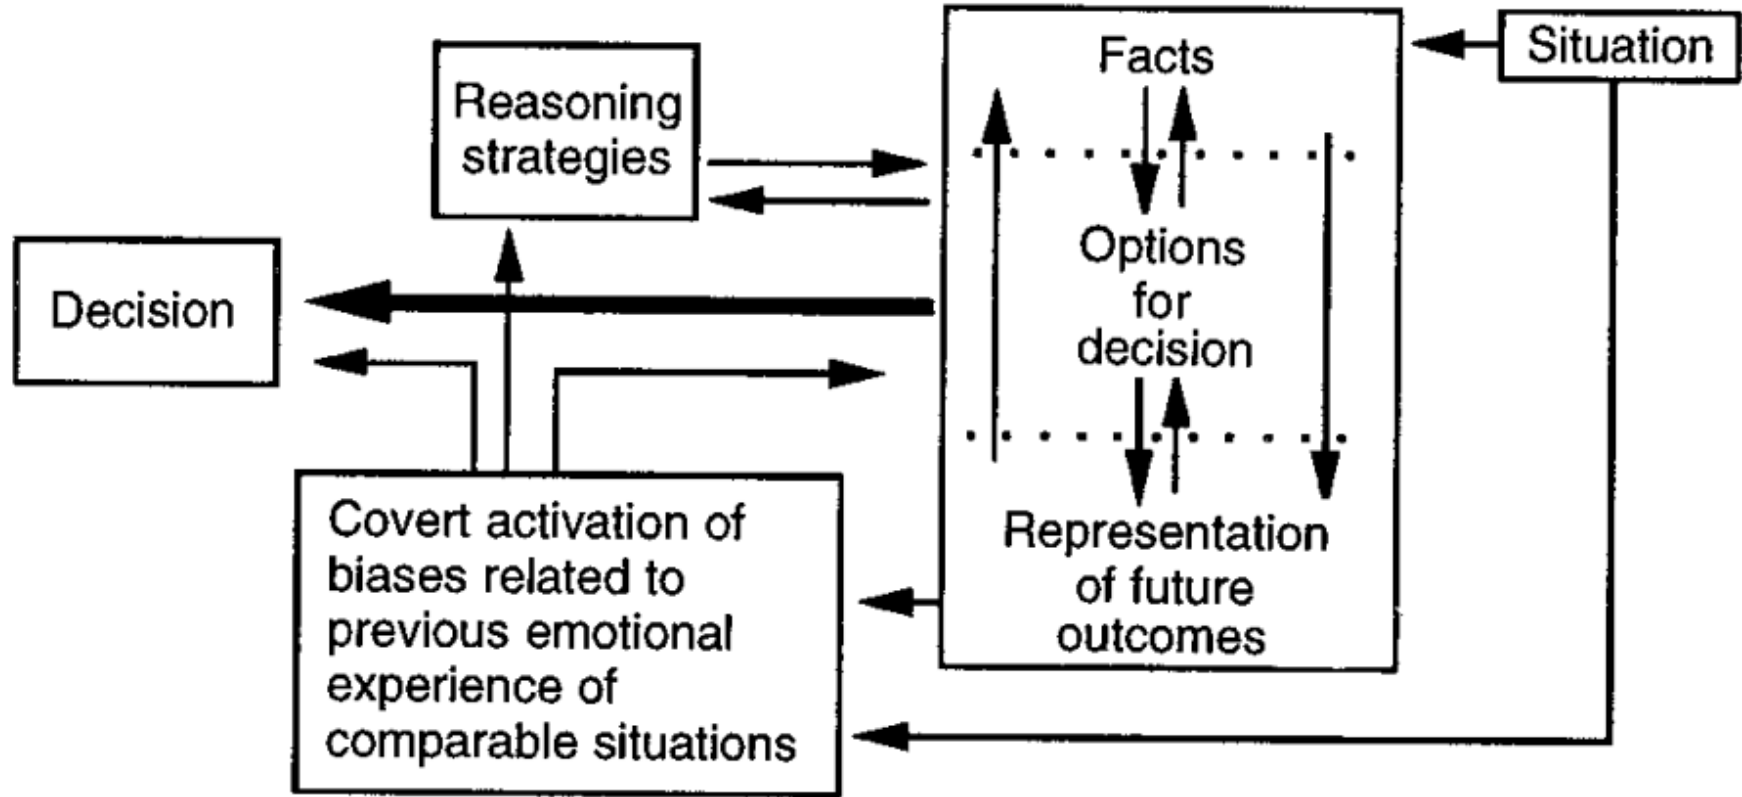 Facts
Situation
Reasoning
strategies
Options
for
decision
Decision
Covert activation of
biases related to
previous emotional
experience of
comparable situations
Representation
of future
outcomes